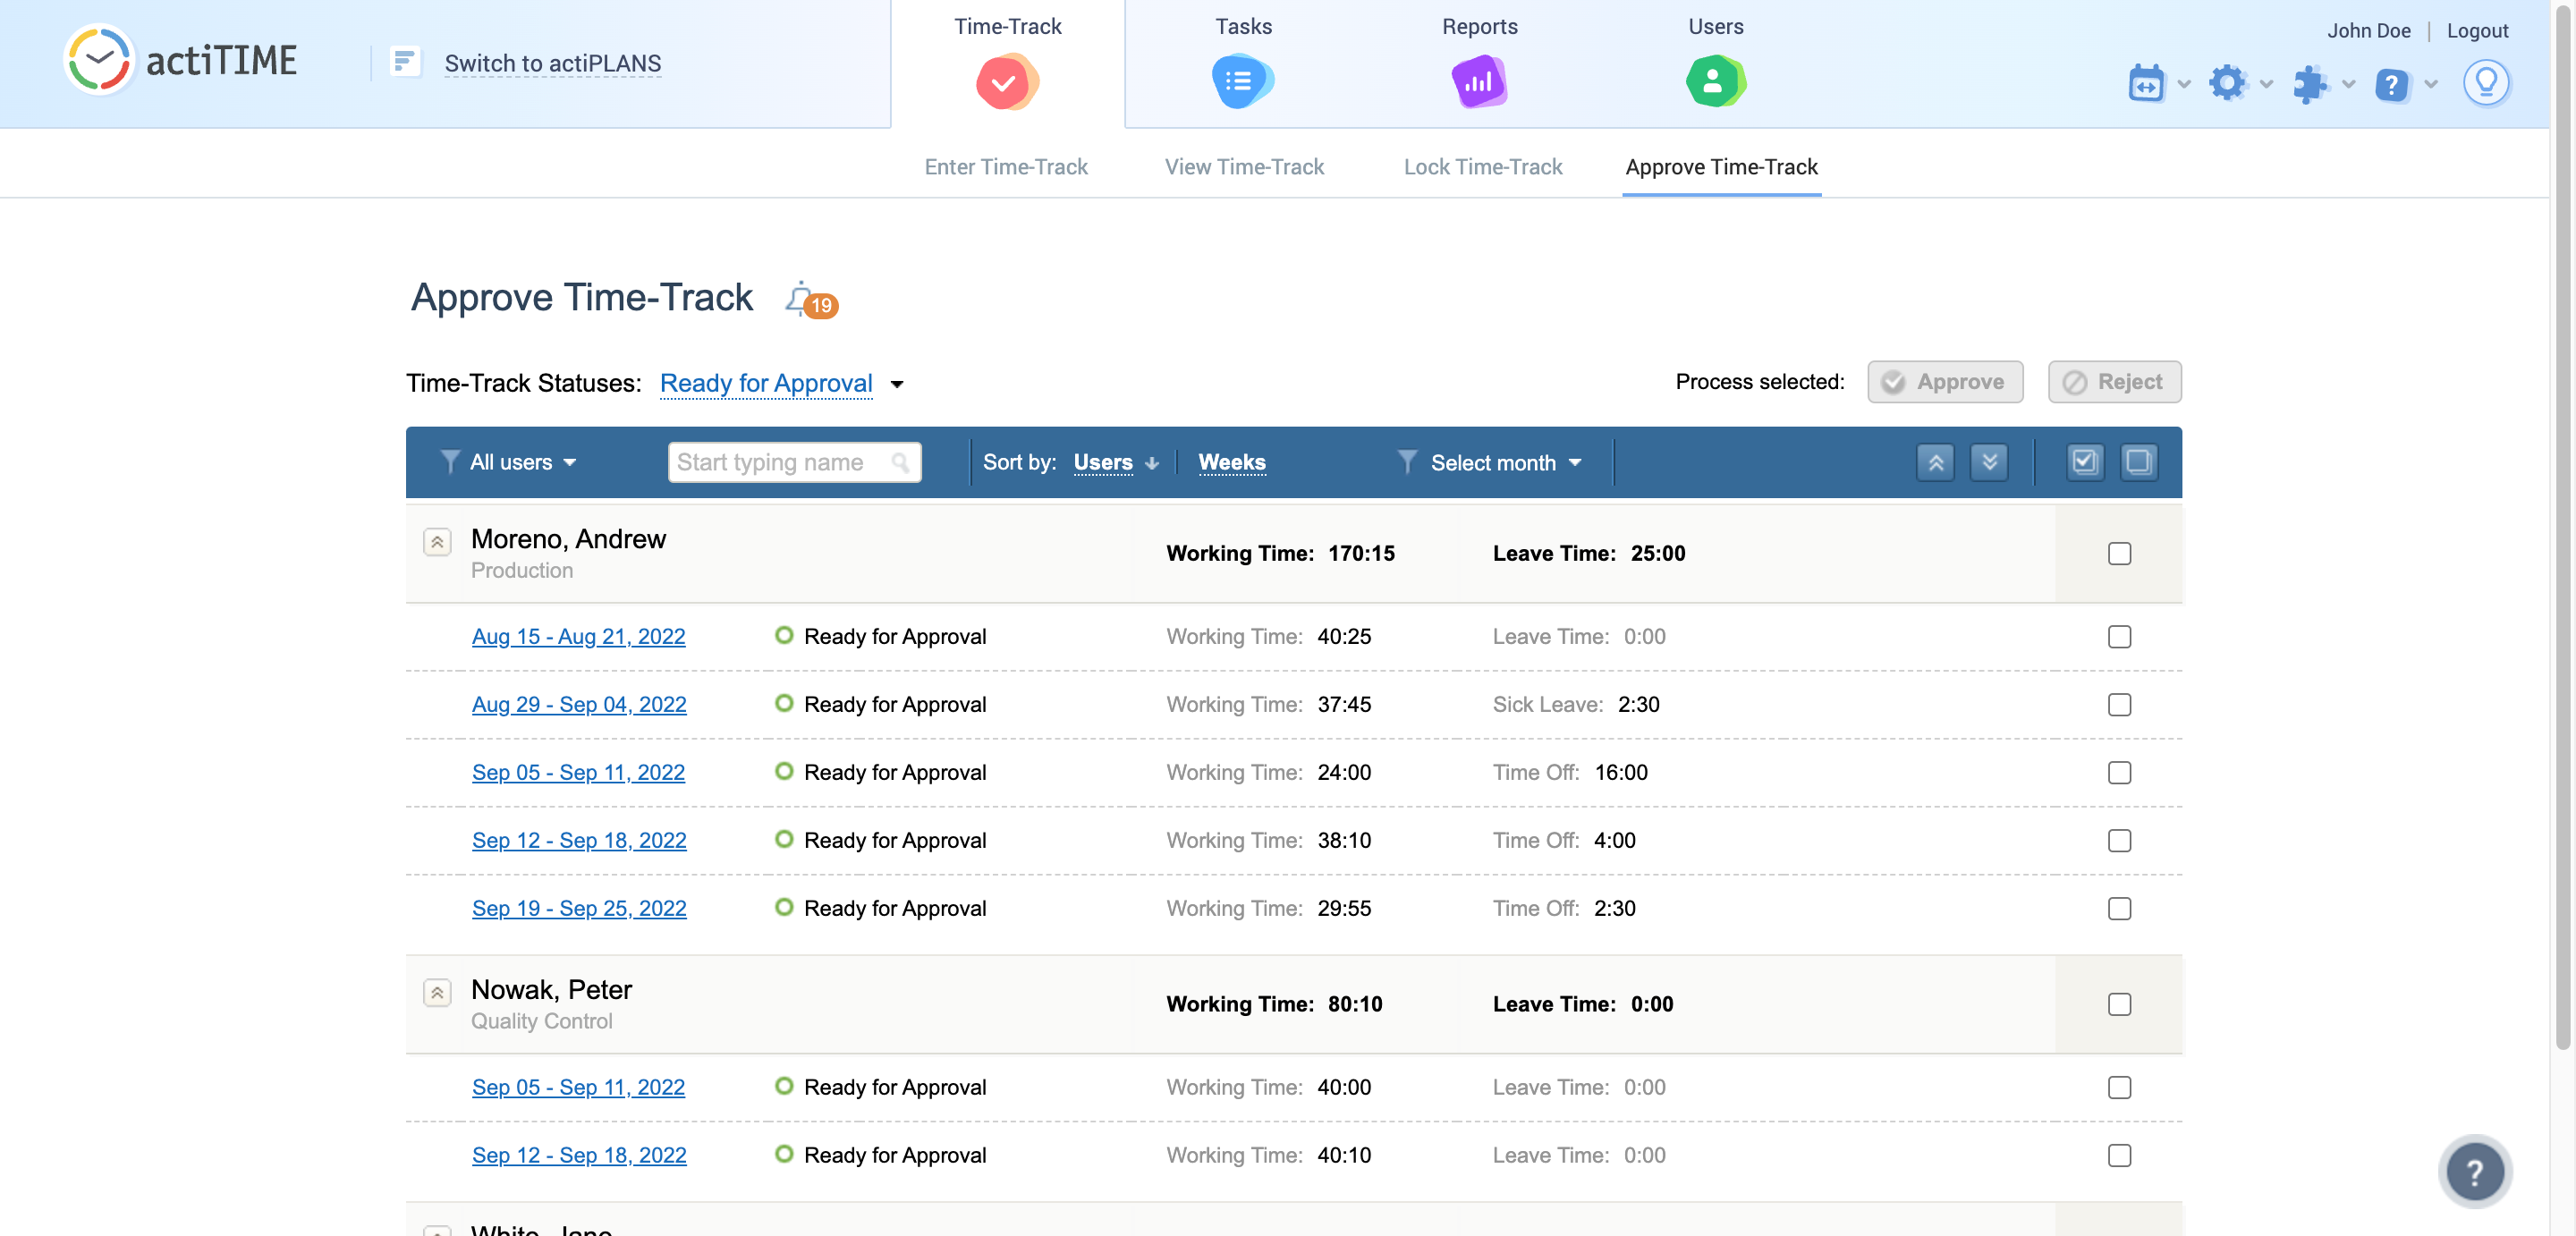 actiTIME
Switch to actiPLANS
Time-Track
Tasks
Reports
Users
John Doe
Logout
?
Enter Time-Track
View Time-Track
Lock Time-Track
Approve Time-Track
Approve Time-Track 19
Time-Track Statuses: Ready for Approval
Process selected: Approve Reject
All users
Start typing name
Sort by: Users Weeks
Select month
Moreno, Andrew
Production
Working Time: 170:15 Leave Time: 25:00
Aug 15 - Aug 21, 2022 Ready for Approval Working Time: 40:25 Leave Time: 0:00
Aug 29 - Sep 04, 2022 Ready for Approval Working Time: 37:45 Sick Leave: 2:30
Sep 05 - Sep 11, 2022 Ready for Approval Working Time: 24:00 Time Off: 16:00
Sep 12 - Sep 18, 2022 Ready for Approval Working Time: 38:10 Time Off: 4:00
Sep 19 - Sep 25, 2022 Ready for Approval Working Time: 29:55 Time Off: 2:30
Nowak, Peter
Quality Control
Working Time: 80:10 Leave Time: 0:00
Sep 05 - Sep 11, 2022 Ready for Approval Working Time: 40:00 Leave Time: 0:00
Sep 12 - Sep 18, 2022 Ready for Approval Working Time: 40:10 Leave Time: 0:00
?
White, Jane